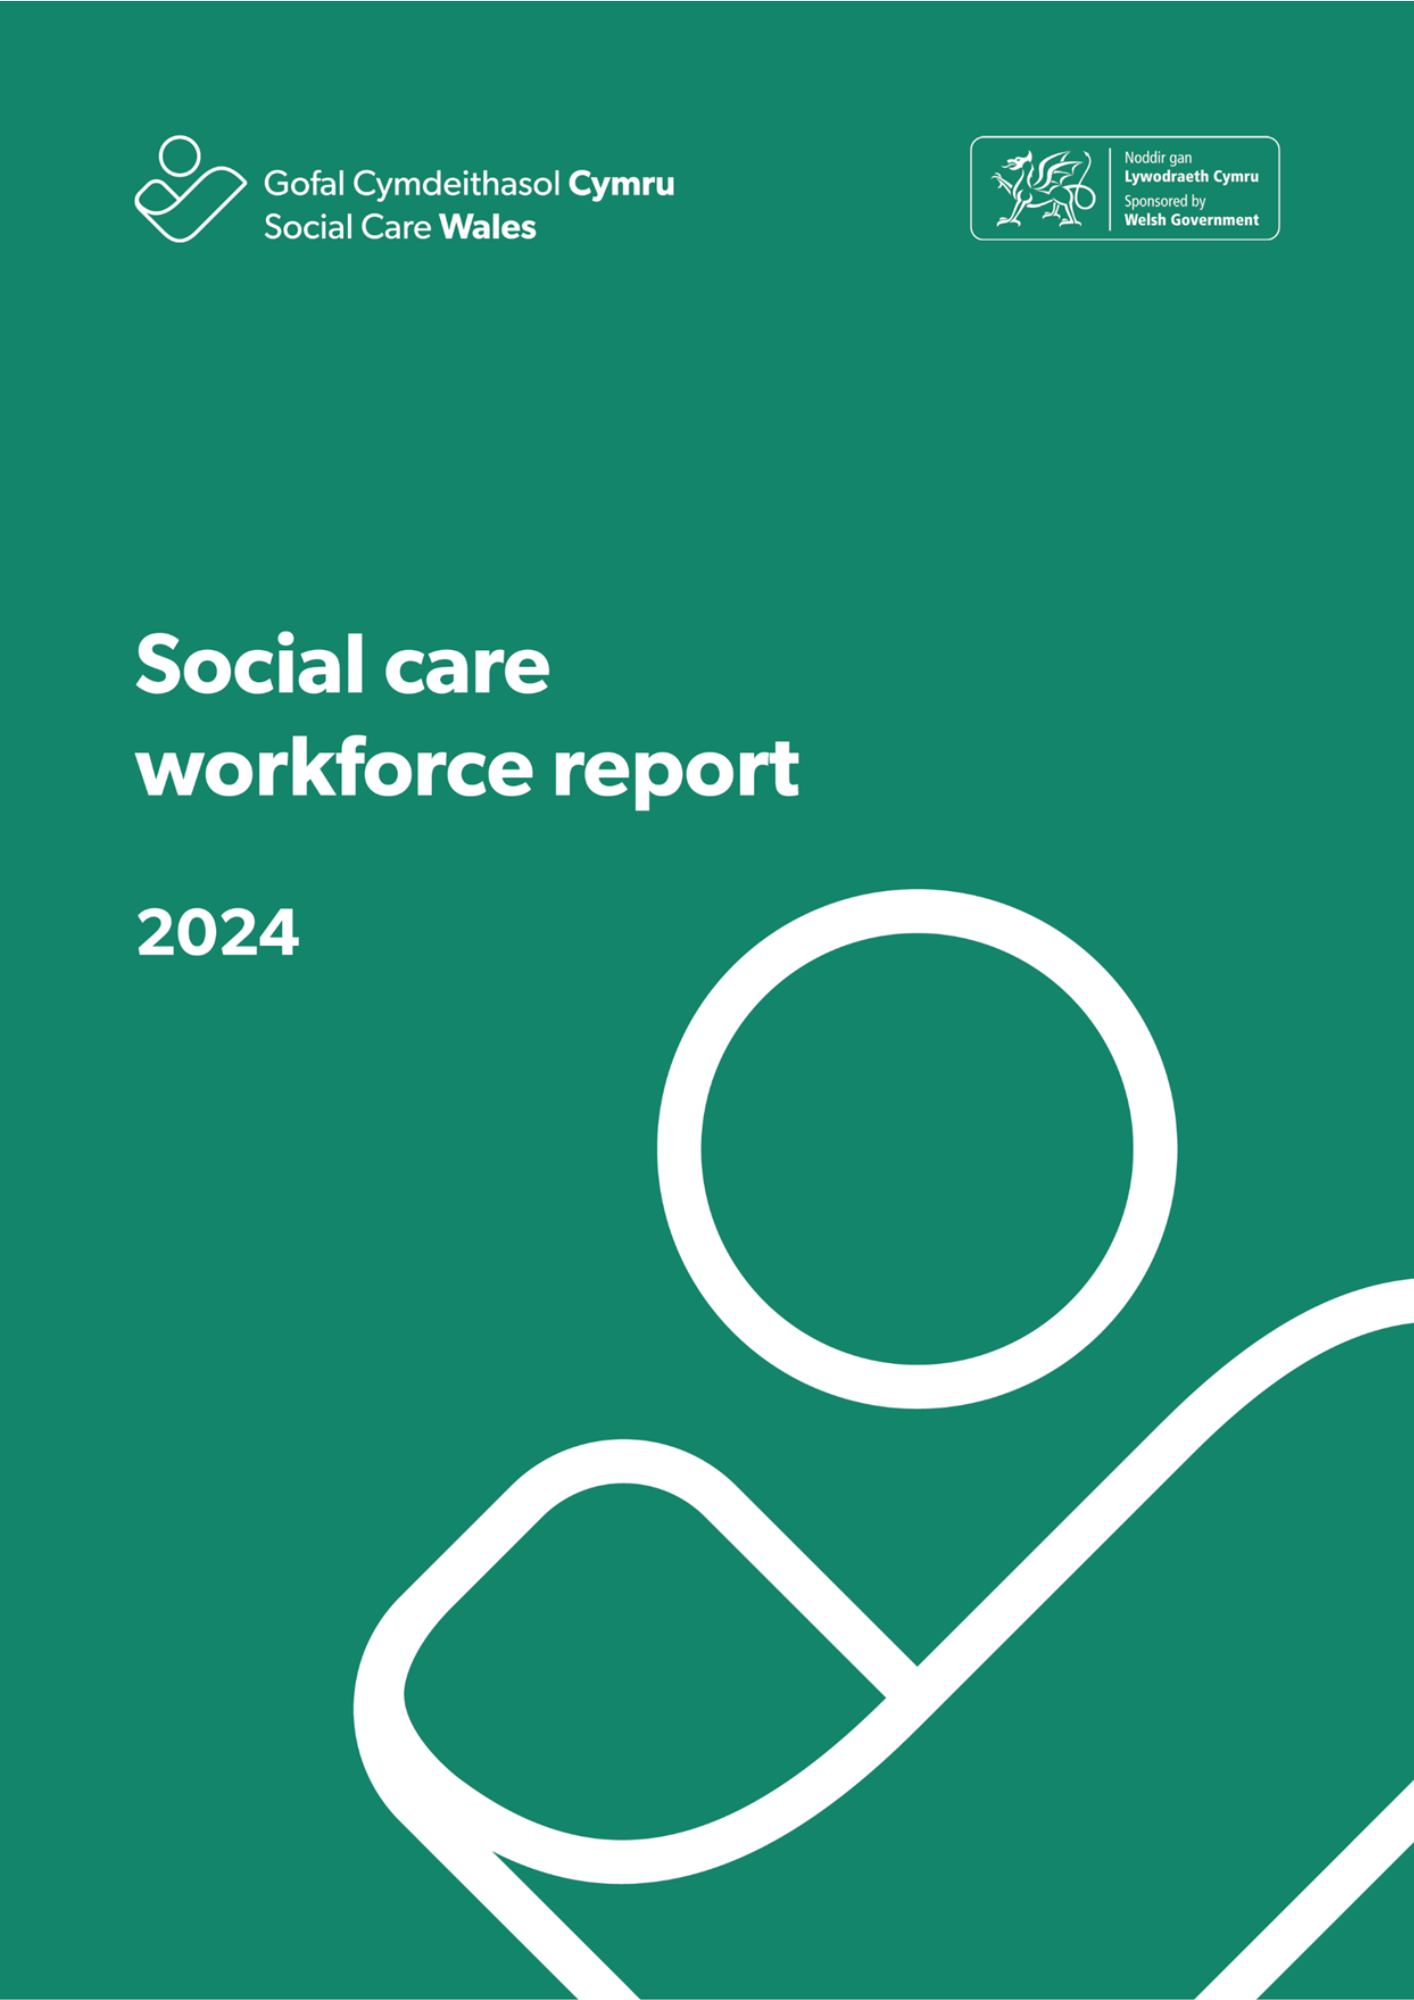 Gofal Cymdeithasol Cymru
Social Care Wales
Noddir gan
Lywodraeth Cymru
Sponsored by
Welsh Government
Social care
workforce report
2024